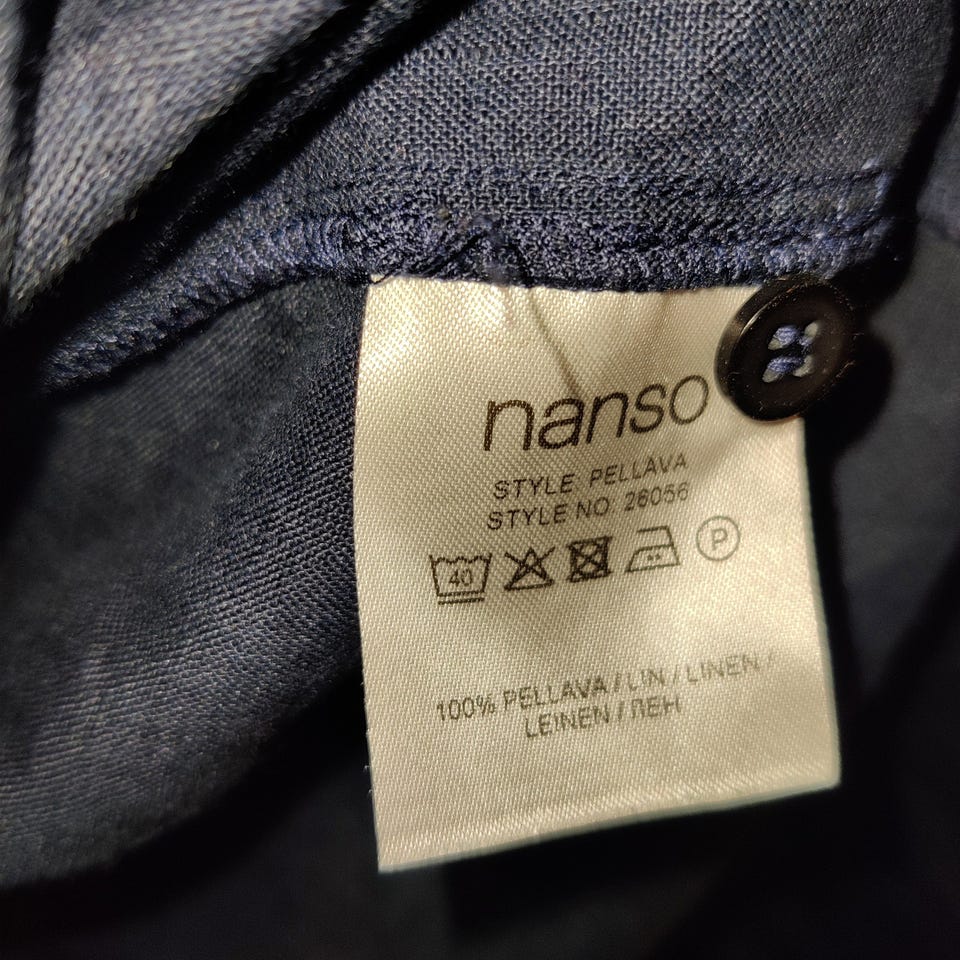 nanso
STYLE PELLAVA
STYLE NO. 26056
40 P
100% PELLAVA / LIN / LINEN /
LEINEN / ЛЕН